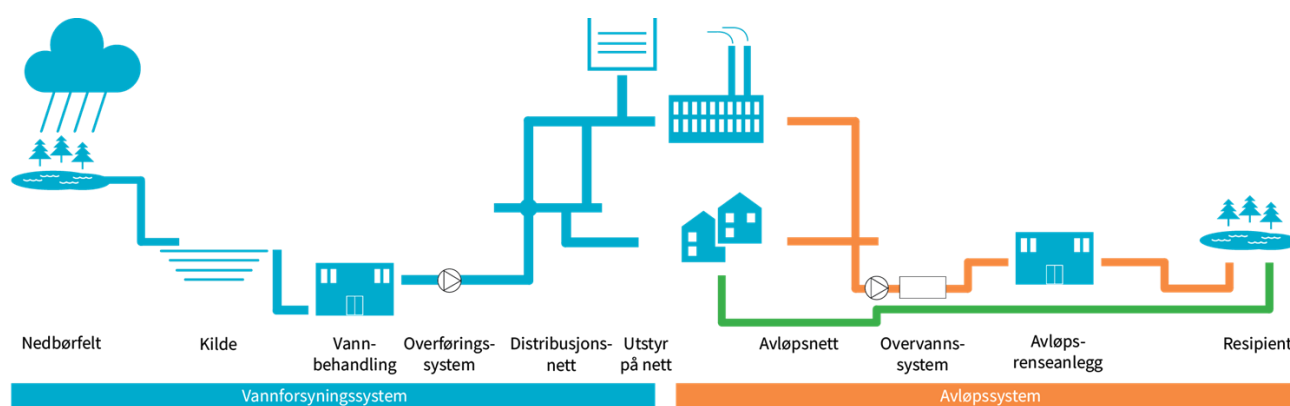 Nedbørfelt
Kilde
Vann-
behandling
Overførings-
system
Distribusjons-
nett
Utstyr
på nett
Avløpsnett
Overvanns-
system
Avløps-
renseanlegg
Resipient
Vannforsyningssystem
Avløpssystem